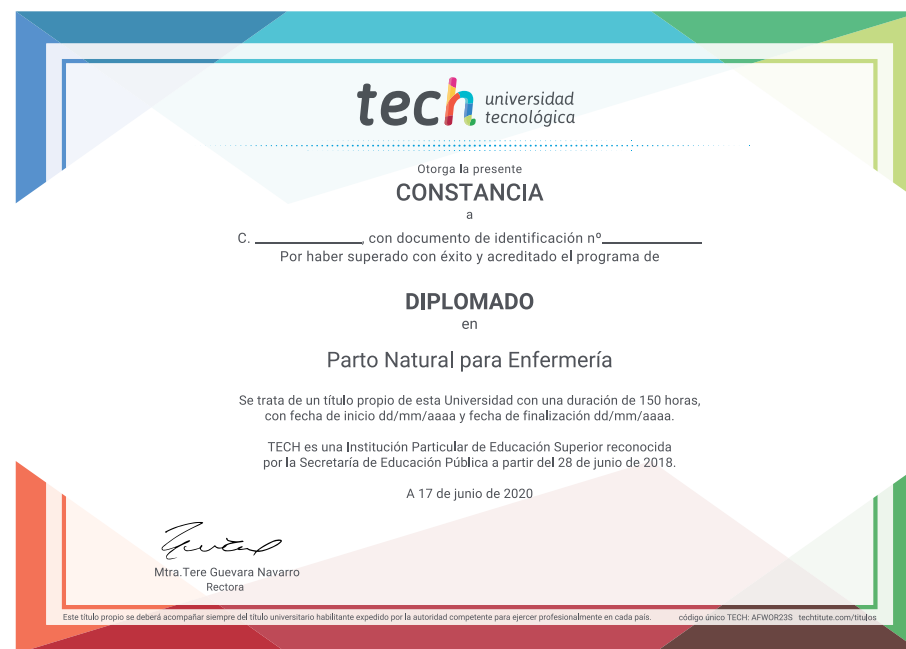 tech universidad
tecnológica
Otorga la presente
CONSTANCIA
a
C. ____________, con documento de identificación nº___________
Por haber superado con éxito y acreditado el programa de
DIPLOMADO
en
Parto Natural para Enfermería
Se trata de un título propio de esta Universidad con una duración de 150 horas,
con fecha de inicio dd/mm/aaaa y fecha de finalización dd/mm/aaaa.
TECH es una Institución Particular de Educación Superior reconocida
por la Secretaría de Educación Pública a partir del 28 de junio de 2018.
A 17 de junio de 2020
Mtra.Tere Guevara Navarro
Rectora
Este título propio se deberá acompañar siempre del título universitario habilitante expedido por la autoridad competente para ejercer profesionalmente en cada país. código único TECH: AFWOR23S techtitute.com/titulos